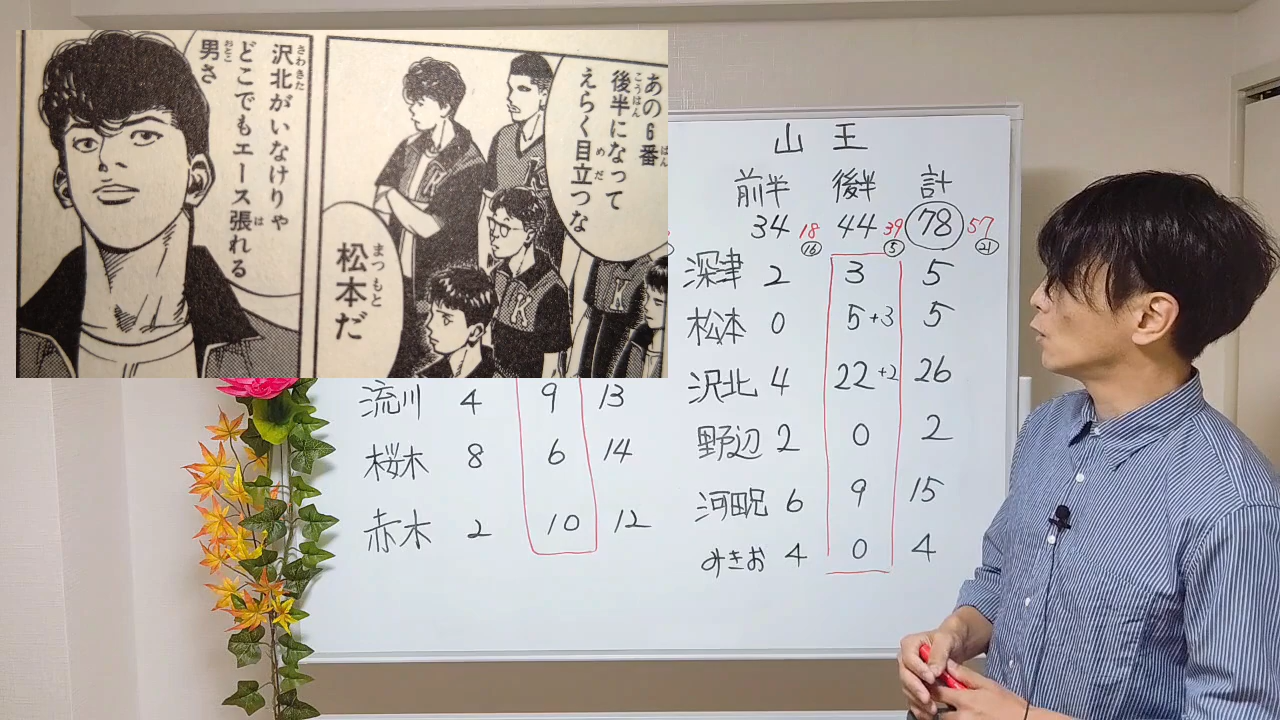 あの6番
後半になって
えらく目立つな
松本だ
沢北がいなけりゃ
どこでもエース張れる
男さ
山王
前半 後半 計
34 18 16 44 39 5 78 57 21
深津 2 3 5
松本 0 5+3 5
沢北 4 22+2 26
野辺 2 0 2
河田兄 6 9 15
みきお 4 0 4
流川 4 9 13
桜木 8 6 14
赤木 2 10 12